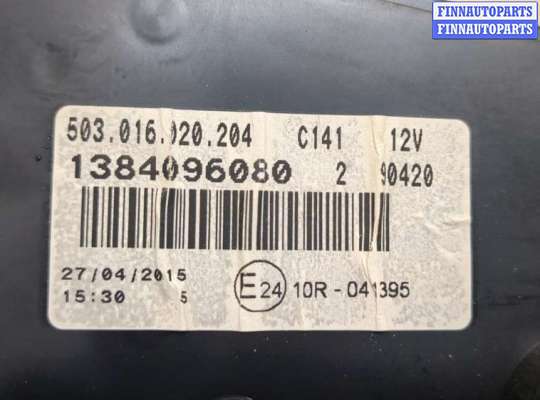 FINNAUTOPARTS
FINNAUTOPARTS
503.016.020.204 C141 12V
1384096080 2 90420
27/04/2015
15:30 5
E24 10R - 041395